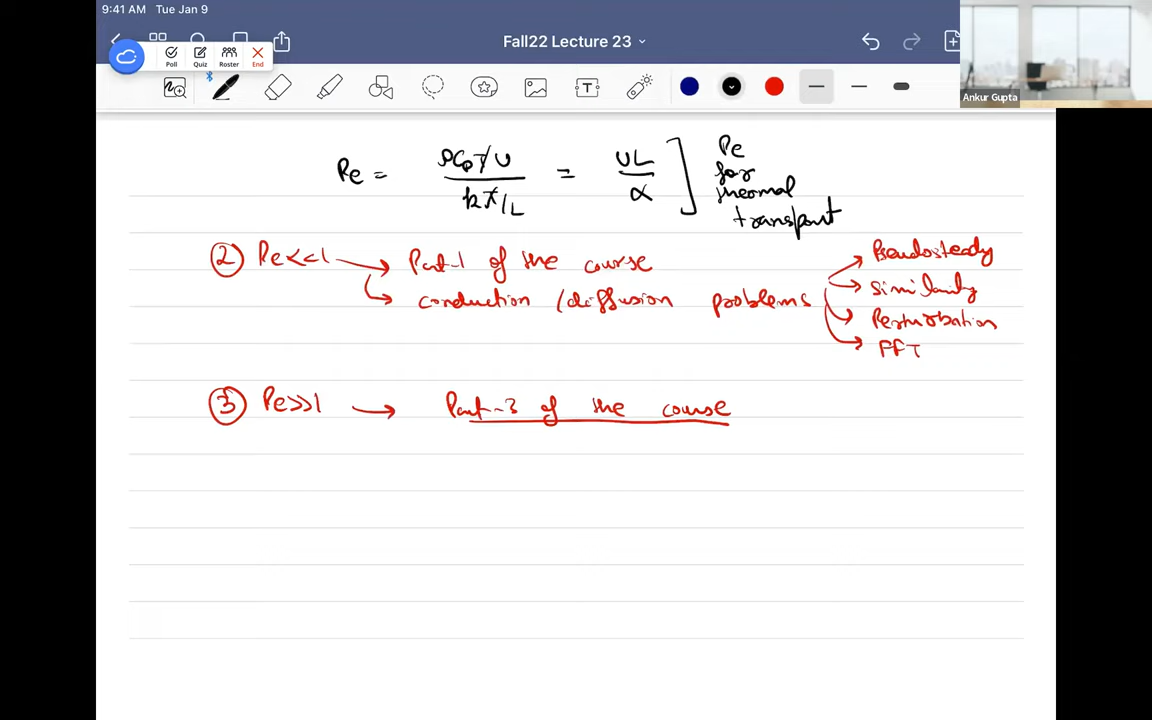 9:41 AM Tue Jan 9
Fall22 Lecture 23
Poll Quiz Roster End
Ankur Gupta
Pe = ρCpT/U / kT/L = UL/α ] Pe
for
thermal
transport
② Pe<<1 → Part-1 of the course
→ conduction /diffusion problems
→ Pseudosteady
→ Similarity
→ Perturbation
→ FFT
③ Pe>>1 → Part-3 of the course